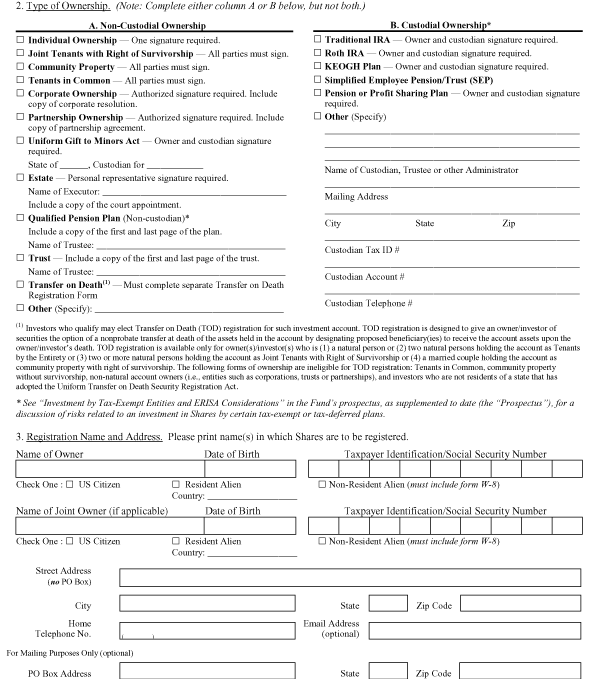 2. Type of Ownership. (Note: Complete either column A or B below, but not both.)
A. Non-Custodial Ownership
☐ Individual Ownership — One signature required.
☐ Joint Tenants with Right of Survivorship — All parties must sign.
☐ Community Property — All parties must sign.
☐ Tenants in Common — All parties must sign.
☐ Corporate Ownership — Authorized signature required. Include
copy of corporate resolution.
☐ Partnership Ownership — Authorized signature required. Include
copy of partnership agreement.
☐ Uniform Gift to Minors Act — Owner and custodian signature
required.
State of ______, Custodian for ____________
☐ Estate — Personal representative signature required.
Name of Executor: ____________
Include a copy of the court appointment.
☐ Qualified Pension Plan (Non-custodian)*
Include a copy of the first and last page of the plan.
Name of Trustee: ____________
☐ Trust — Include a copy of the first and last page of the trust.
Name of Trustee: ____________
☐ Transfer on Death(1) — Must complete separate Transfer on Death
Registration Form
☐ Other (Specify): ____________
B. Custodial Ownership*
☐ Traditional IRA — Owner and custodian signature required.
☐ Roth IRA — Owner and custodian signature required.
☐ KEOGH Plan — Owner and custodian signature required.
☐ Simplified Employee Pension/Trust (SEP)
☐ Pension or Profit Sharing Plan — Owner and custodian signature
required.
☐ Other (Specify)
Name of Custodian, Trustee or other Administrator
Mailing Address
City State Zip
Custodian Tax ID #
Custodian Account #
Custodian Telephone #
(1) Investors who qualify may elect Transfer on Death (TOD) registration for such investment account. TOD registration is designed to give an owner/investor of
securities the option of a nonprobate transfer at death of the assets held in the account by designating proposed beneficiary(ies) to receive the account assets upon the
owner/investor's death. TOD registration is available only for owner(s)/investor(s) who is (1) a natural person or (2) two natural persons holding the account as Tenants
by the Entirety or (3) two or more natural persons holding the account as Joint Tenants with Right of Survivorship or (4) a married couple holding the account as
community property with right of survivorship. The following forms of ownership are ineligible for TOD registration: Tenants in Common, community property
without survivorship, non-natural account owners (i.e., entities such as corporations, trusts or partnerships), and investors who are not residents of a state that has
adopted the Uniform Transfer on Death Security Registration Act.
* See “Investment by Tax-Exempt Entities and ERISA Considerations” in the Fund's prospectus, as supplemented to date (the “Prospectus”), for a
discussion of risks related to an investment in Shares by certain tax-exempt or tax-deferred plans.
3. Registration Name and Address. Please print name(s) in which Shares are to be registered.
Name of Owner Date of Birth Taxpayer Identification/Social Security Number
Check One : ☐ US Citizen ☐ Resident Alien ☐ Non-Resident Alien (must include form W-8)
Country: ____________
Name of Joint Owner (if applicable) Date of Birth Taxpayer Identification/Social Security Number
Check One : ☐ US Citizen ☐ Resident Alien ☐ Non-Resident Alien (must include form W-8)
Country: ____________
Street Address
(no PO Box)
City State Zip Code
Home Email Address
Telephone No. (optional)
For Mailing Purposes Only (optional)
PO Box Address State Zip Code